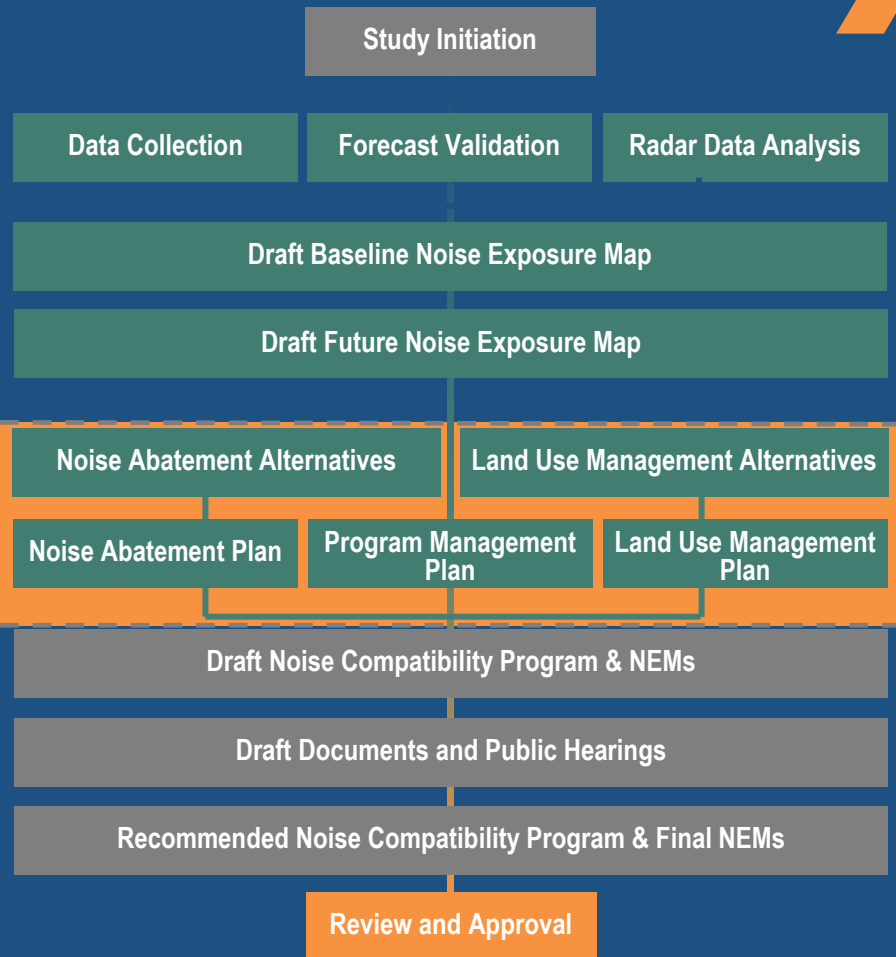 Study Initiation
Data Collection
Forecast Validation
Radar Data Analysis
Draft Baseline Noise Exposure Map
Draft Future Noise Exposure Map
Noise Abatement Alternatives
Land Use Management Alternatives
Noise Abatement Plan
Program Management
Plan
Land Use Management
Plan
Draft Noise Compatibility Program & NEMs
Draft Documents and Public Hearings
Recommended Noise Compatibility Program & Final NEMs
Review and Approval